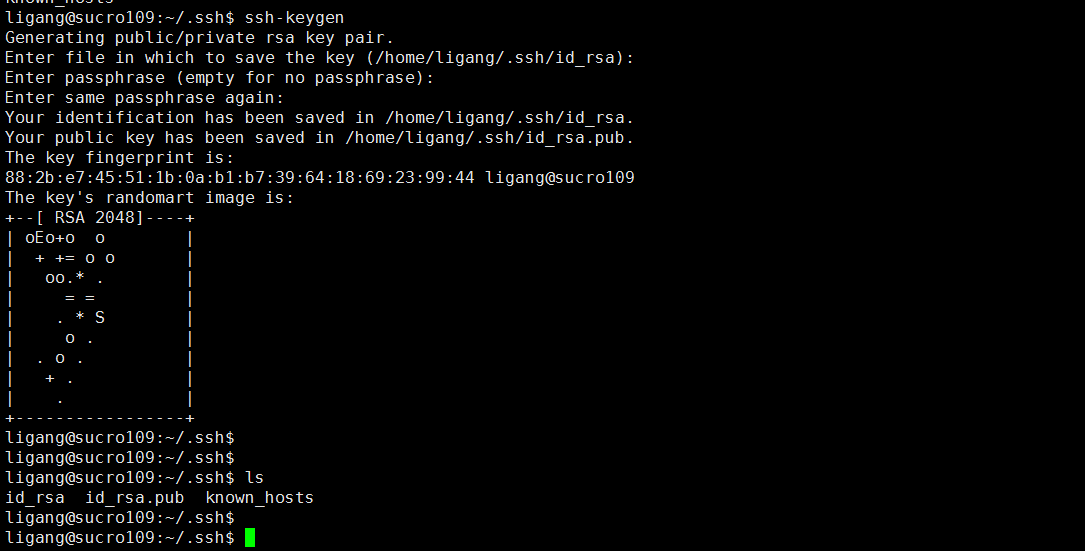 known_hosts
ligang@sucro109:~/.ssh$ ssh-keygen
Generating public/private rsa key pair.
Enter file in which to save the key (/home/ligang/.ssh/id_rsa):
Enter passphrase (empty for no passphrase):
Enter same passphrase again:
Your identification has been saved in /home/ligang/.ssh/id_rsa.
Your public key has been saved in /home/ligang/.ssh/id_rsa.pub.
The key fingerprint is:
88:2b:e7:45:51:1b:0a:b1:b7:39:64:18:69:23:99:44 ligang@sucro109
The key's randomart image is:
+--[ RSA 2048]----+
| oEo+o  o        |
|  + += o o       |
|   oo.* .        |
|     = =         |
|    . * S        |
|     o .         |
|  . o .          |
|   + .           |
|    .            |
+-----------------+
ligang@sucro109:~/.ssh$
ligang@sucro109:~/.ssh$
ligang@sucro109:~/.ssh$ ls
id_rsa  id_rsa.pub  known_hosts
ligang@sucro109:~/.ssh$
ligang@sucro109:~/.ssh$